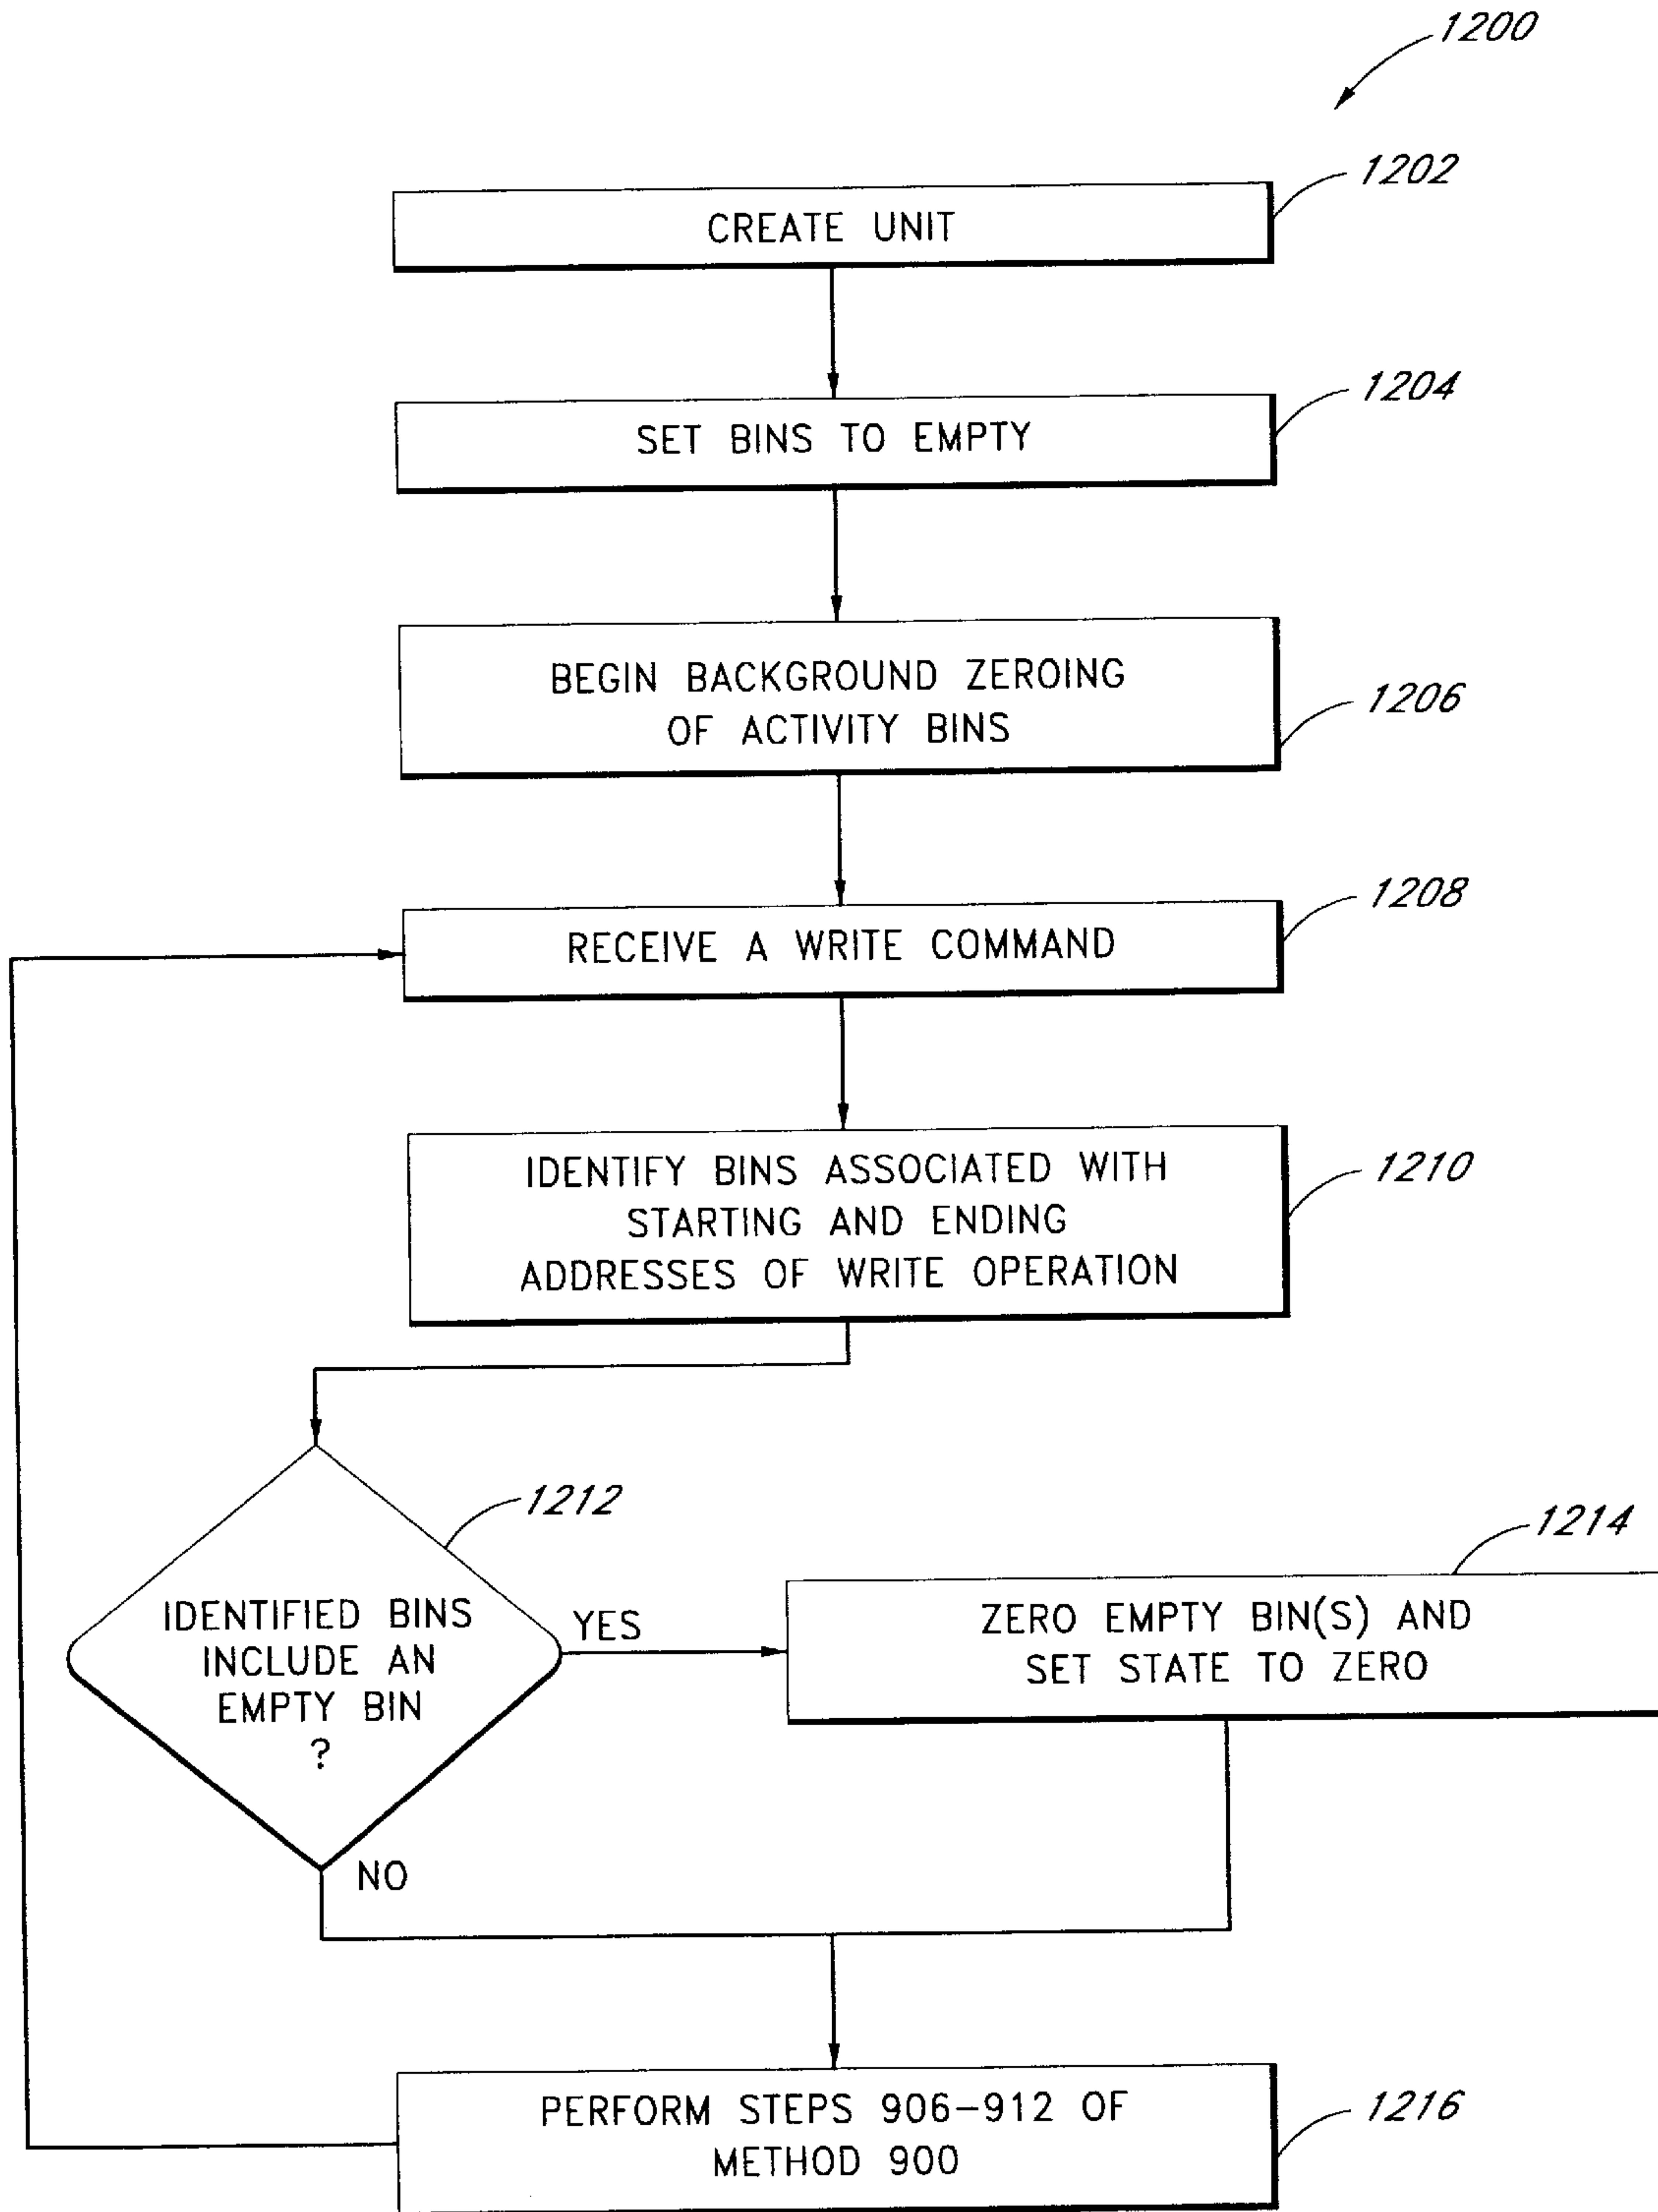 1200
1202
CREATE UNIT
1204
SET BINS TO EMPTY
BEGIN BACKGROUND ZEROING
OF ACTIVITY BINS
1206
1208
RECEIVE A WRITE COMMAND
IDENTIFY BINS ASSOCIATED WITH
STARTING AND ENDING
ADDRESSES OF WRITE OPERATION
1210
1212
IDENTIFIED BINS
INCLUDE AN
EMPTY BIN
?
YES
1214
ZERO EMPTY BIN(S) AND
SET STATE TO ZERO
NO
PERFORM STEPS 906-912 OF
METHOD 900
1216